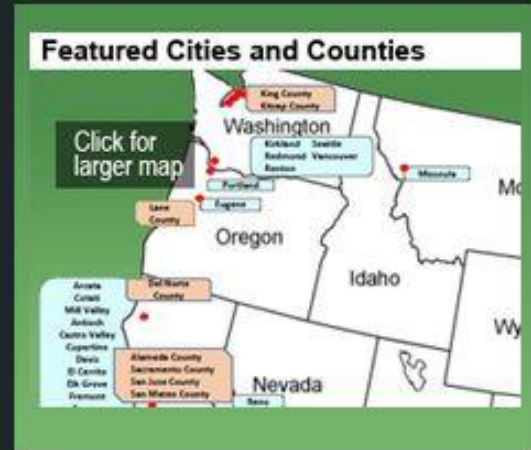 Featured Cities and Counties
King County
Kitsap County
Washington
Click for
larger map
Kirkland Seattle
Redmond Vancouver
Renton
Missoula
Portland
Lane
County
Eugene
Oregon
Idaho
Wy
Arcata
Cotati
Mill Valley
Antioch
Castro Valley
Cupertino
Davis
El Cerrito
Elk Grove
Fremont
Del Norte
County
Alameda County
Sacramento County
San Jose County
San Mateo County
Nevada
Reno